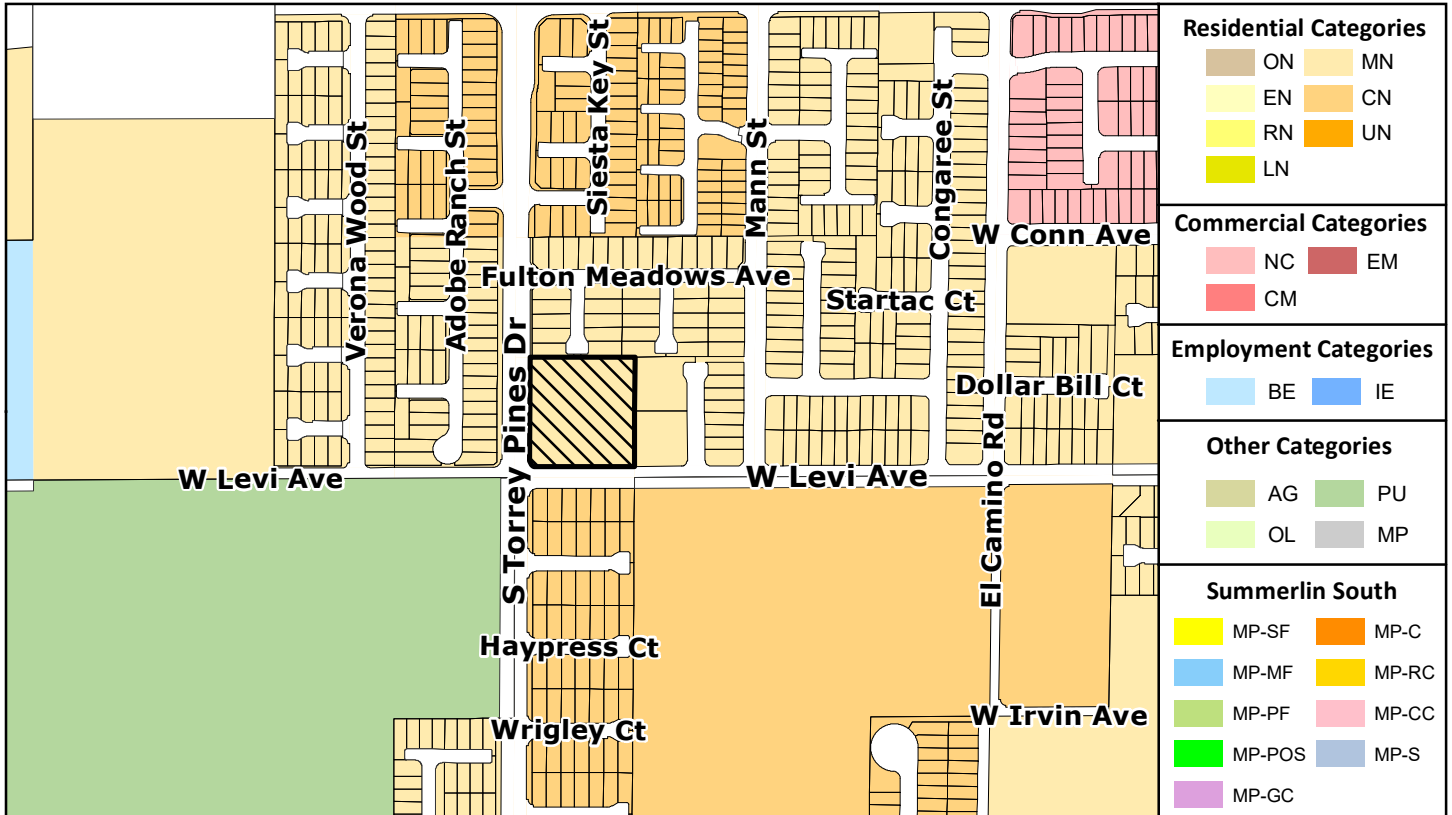 Verona Wood St
Adobe Ranch St
Siesta Key St
Mann St
Congaree St
W Conn Ave
Fulton Meadows Ave
Startac Ct
S Torrey Pines Dr
Dollar Bill Ct
El Camino Rd
W Levi Ave
W Levi Ave
Haypress Ct
Wrigley Ct
W Irvin Ave
Residential Categories
ON MN
EN CN
RN UN
LN
Commercial Categories
NC EM
CM
Employment Categories
BE IE
Other Categories
AG PU
OL MP
Summerlin South
MP-SF MP-C
MP-MF MP-RC
MP-PF MP-CC
MP-POS MP-S
MP-GC